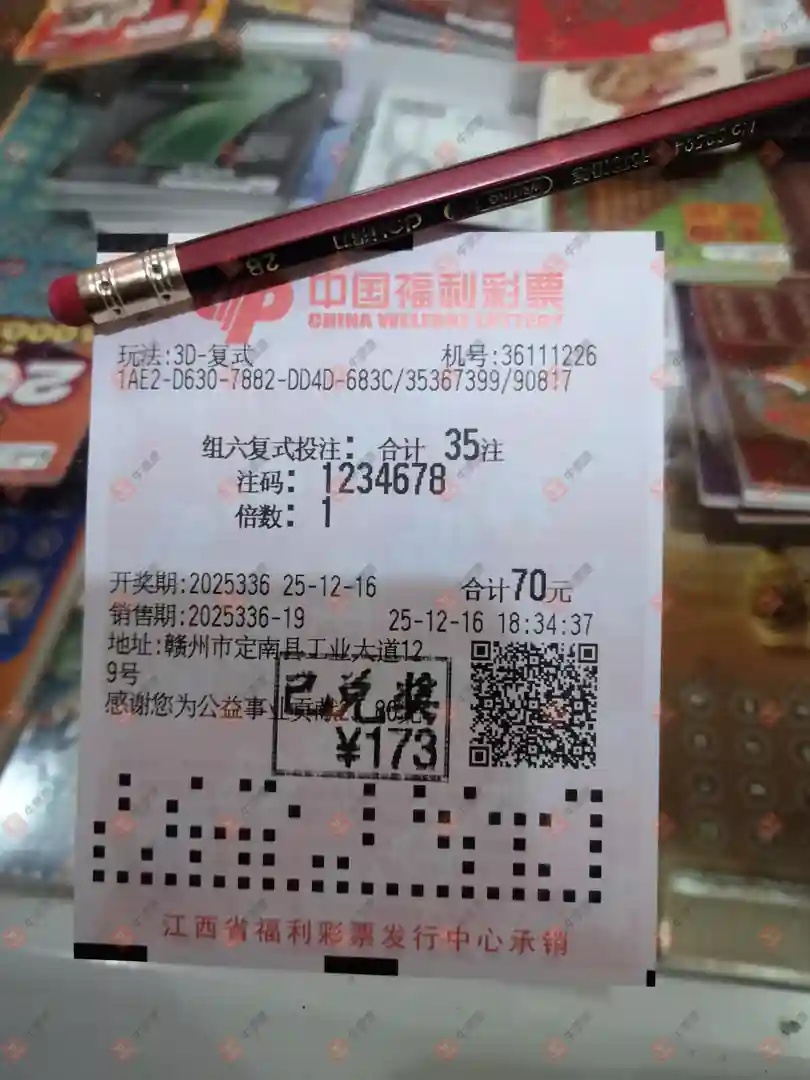 中国福利彩票
CHINA WELFARE LOTTERY
玩法:3D-复式 机号:36111226
1AE2-D630-7882-DD4D-683C/35367399/90817
组六复式投注: 合计 35注
注码: 1234678
倍数: 1
开奖期:2025336 25-12-16 合计70元
销售期:2025336-19 25-12-16 18:34:37
地址:赣州市定南县工业大道12
9号
感谢您为公益事业贡献
已兑奖
¥173
江西省福利彩票发行中心承销
2B